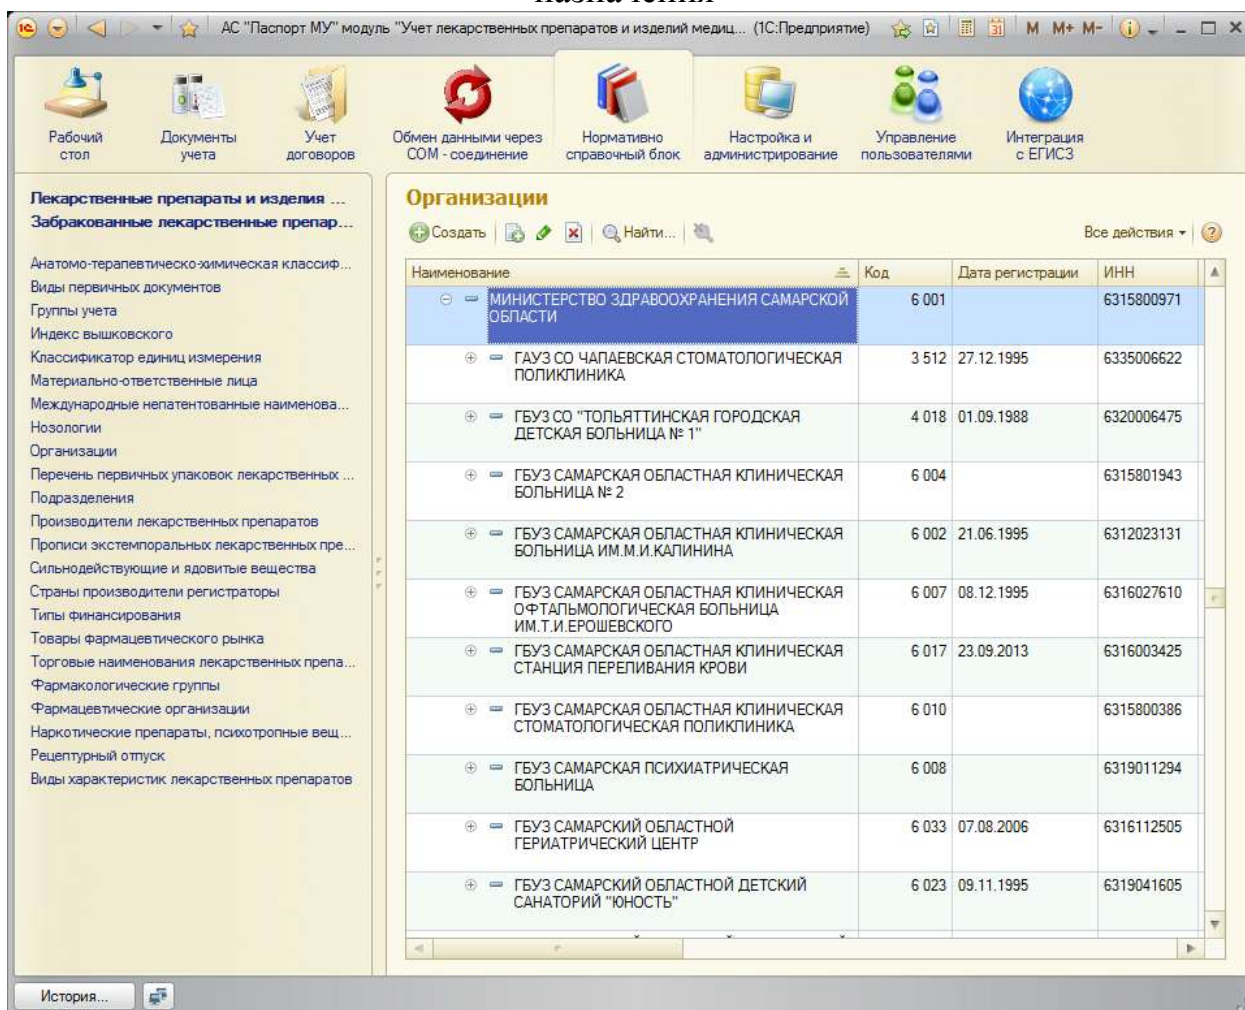 назначения
АС "Паспорт МУ" модуль "Учет лекарственных препаратов и изделий медиц... (1С:Предприятие)
M M+ M-
Рабочий стол
Документы учета
Учет договоров
Обмен данными через COM - соединение
Нормативно справочный блок
Настройка и администрирование
Управление пользователями
Интеграция с ЕГИСЗ
Лекарственные препараты и изделия ...
Забракованные лекарственные препар...
Анатомо-терапевтическо-химическая классиф...
Виды первичных документов
Группы учета
Индекс вышковского
Классификатор единиц измерения
Материально-ответственные лица
Международные непатентованные наименова...
Нозологии
Организации
Перечень первичных упаковок лекарственных ...
Подразделения
Производители лекарственных препаратов
Прописи экстемпоральных лекарственных пре...
Сильнодействующие и ядовитые вещества
Страны производители регистраторы
Типы финансирования
Товары фармацевтического рынка
Торговые наименования лекарственных препа...
Фармакологические группы
Фармацевтические организации
Наркотические препараты, психотропные вещ...
Рецептурный отпуск
Виды характеристик лекарственных препаратов
Организации
Создать Найти... Все действия
Наименование Код Дата регистрации ИНН
МИНИСТЕРСТВО ЗДРАВООХРАНЕНИЯ САМАРСКОЙ 6 001 6315800971
ОБЛАСТИ
ГАУЗ СО ЧАПАЕВСКАЯ СТОМАТОЛОГИЧЕСКАЯ 3 512 27.12.1995 6335006622
ПОЛИКЛИНИКА
ГБУЗ СО "ТОЛЬЯТТИНСКАЯ ГОРОДСКАЯ 4 018 01.09.1988 6320006475
ДЕТСКАЯ БОЛЬНИЦА № 1"
ГБУЗ САМАРСКАЯ ОБЛАСТНАЯ КЛИНИЧЕСКАЯ 6 004 6315801943
БОЛЬНИЦА № 2
ГБУЗ САМАРСКАЯ ОБЛАСТНАЯ КЛИНИЧЕСКАЯ 6 002 21.06.1995 6312023131
БОЛЬНИЦА ИМ.М.И.КАЛИНИНА
ГБУЗ САМАРСКАЯ ОБЛАСТНАЯ КЛИНИЧЕСКАЯ 6 007 08.12.1995 6316027610
ОФТАЛЬМОЛОГИЧЕСКАЯ БОЛЬНИЦА
ИМ.Т.И.ЕРОШЕВСКОГО
ГБУЗ САМАРСКАЯ ОБЛАСТНАЯ КЛИНИЧЕСКАЯ 6 017 23.09.2013 6316003425
СТАНЦИЯ ПЕРЕЛИВАНИЯ КРОВИ
ГБУЗ САМАРСКАЯ ОБЛАСТНАЯ КЛИНИЧЕСКАЯ 6 010 6315800386
СТОМАТОЛОГИЧЕСКАЯ ПОЛИКЛИНИКА
ГБУЗ САМАРСКАЯ ПСИХИАТРИЧЕСКАЯ 6 008 6319011294
БОЛЬНИЦА
ГБУЗ САМАРСКИЙ ОБЛАСТНОЙ 6 033 07.08.2006 6316112505
ГЕРИАТРИЧЕСКИЙ ЦЕНТР
ГБУЗ САМАРСКИЙ ОБЛАСТНОЙ ДЕТСКИЙ 6 023 09.11.1995 6319041605
САНАТОРИЙ "ЮНОСТЬ"
История...